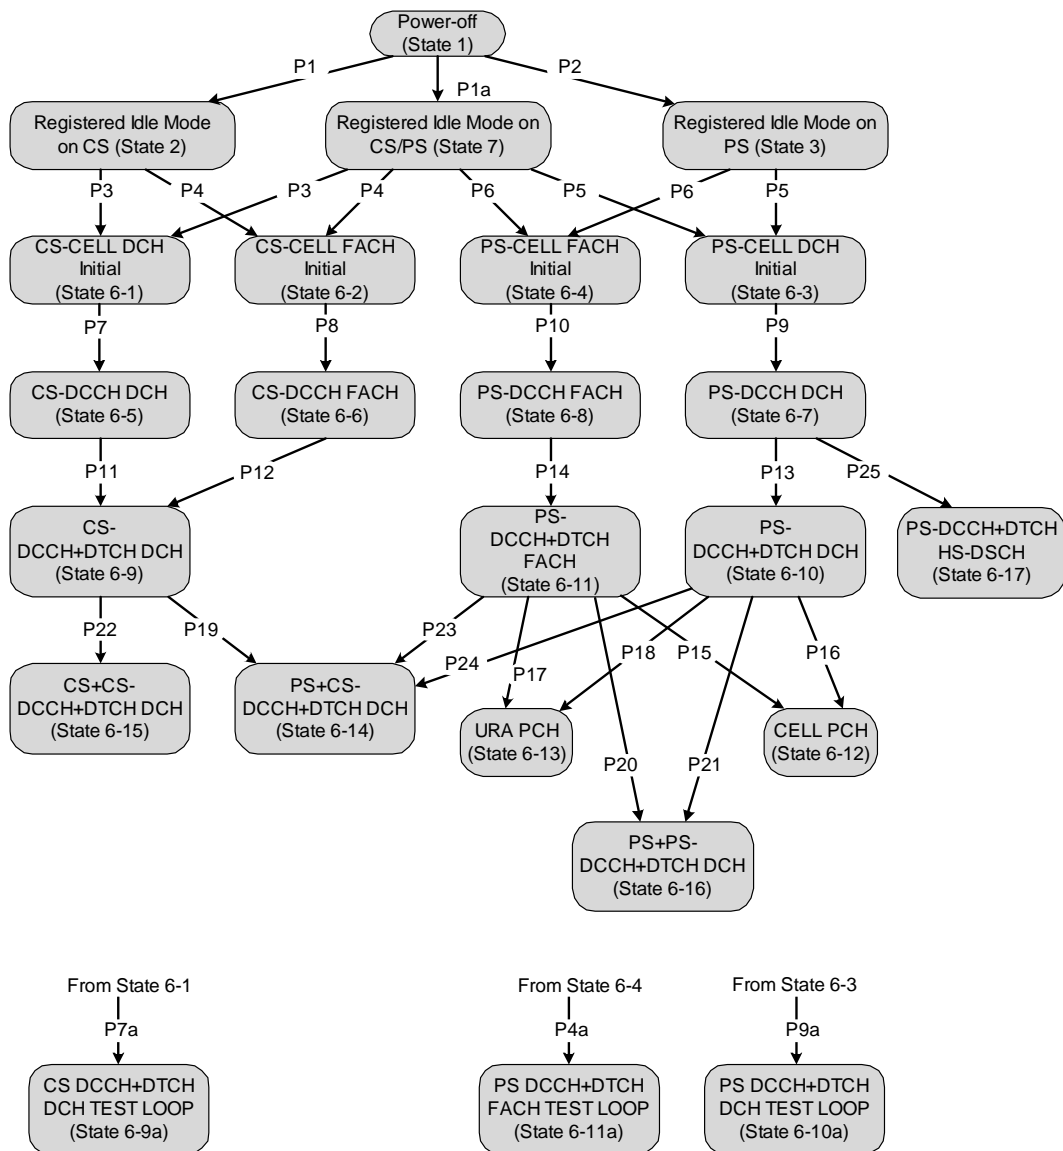 Power-off
(State 1)
P1
P1a
P2
Registered Idle Mode
on CS (State 2)
Registered Idle Mode on
CS/PS (State 7)
Registered Idle Mode on
PS (State 3)
P3
P4
P3
P4
P6
P5
P6
P5
CS-CELL DCH
Initial
(State 6-1)
CS-CELL FACH
Initial
(State 6-2)
PS-CELL FACH
Initial
(State 6-4)
PS-CELL DCH
Initial
(State 6-3)
P7
P8
P10
P9
CS-DCCH DCH
(State 6-5)
CS-DCCH FACH
(State 6-6)
PS-DCCH FACH
(State 6-8)
PS-DCCH DCH
(State 6-7)
P11
P12
P14
P13
P25
CS-
DCCH+DTCH DCH
(State 6-9)
PS-
DCCH+DTCH
FACH
(State 6-11)
PS-
DCCH+DTCH DCH
(State 6-10)
PS-DCCH+DTCH
HS-DSCH
(State 6-17)
P22
P19
P23
P24
P17
P18
P15
P16
CS+CS-
DCCH+DTCH DCH
(State 6-15)
PS+CS-
DCCH+DTCH DCH
(State 6-14)
URA PCH
(State 6-13)
CELL PCH
(State 6-12)
P20
P21
PS+PS-
DCCH+DTCH DCH
(State 6-16)
From State 6-1
From State 6-4
From State 6-3
P7a
P4a
P9a
CS DCCH+DTCH
DCH TEST LOOP
(State 6-9a)
PS DCCH+DTCH
FACH TEST LOOP
(State 6-11a)
PS DCCH+DTCH
DCH TEST LOOP
(State 6-10a)